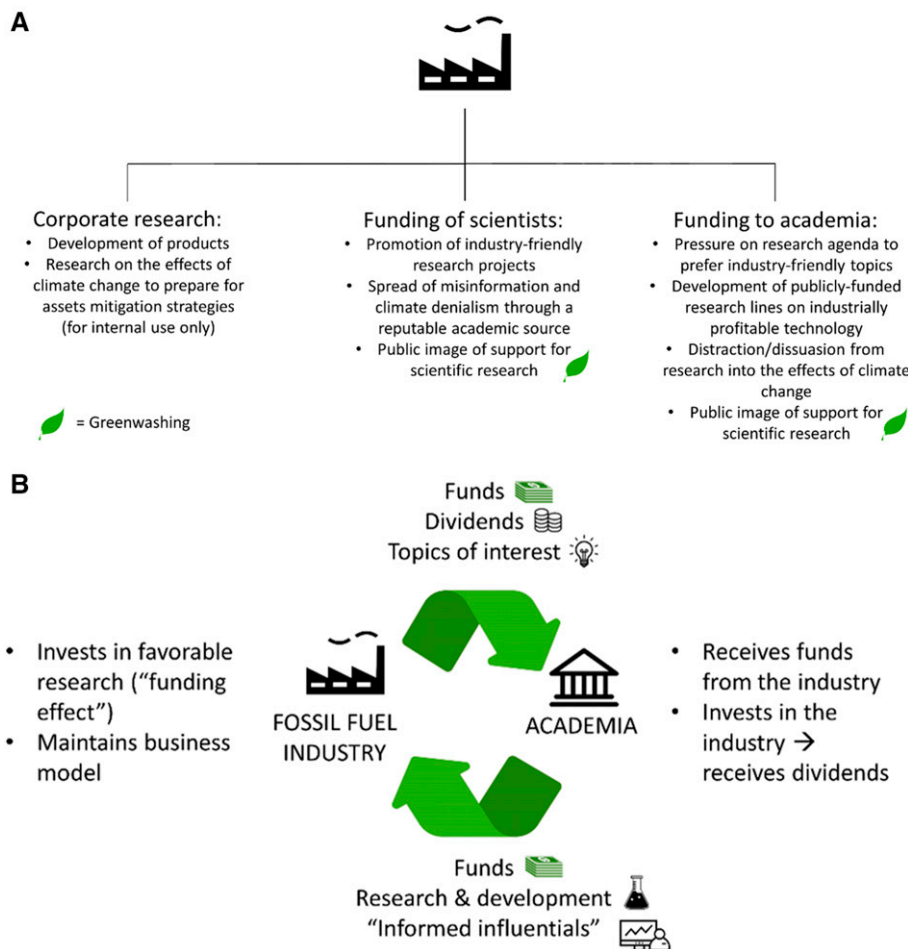 A
Corporate research:
• Development of products
• Research on the effects of
climate change to prepare for
assets mitigation strategies
(for internal use only)
= Greenwashing
Funding of scientists:
• Promotion of industry-friendly
research projects
• Spread of misinformation and
climate denialism through a
reputable academic source
• Public image of support for
scientific research
Funding to academia:
• Pressure on research agenda to
prefer industry-friendly topics
• Development of publicly-funded
research lines on industrially
profitable technology
• Distraction/dissuasion from
research into the effects of climate
change
• Public image of support for
scientific research
B
Funds
Dividends
Topics of interest
• Invests in favorable
research (“funding
effect”)
• Maintains business
model
FOSSIL FUEL
INDUSTRY
ACADEMIA
• Receives funds
from the industry
• Invests in the
industry →
receives dividends
Funds
Research & development
“Informed influentials”